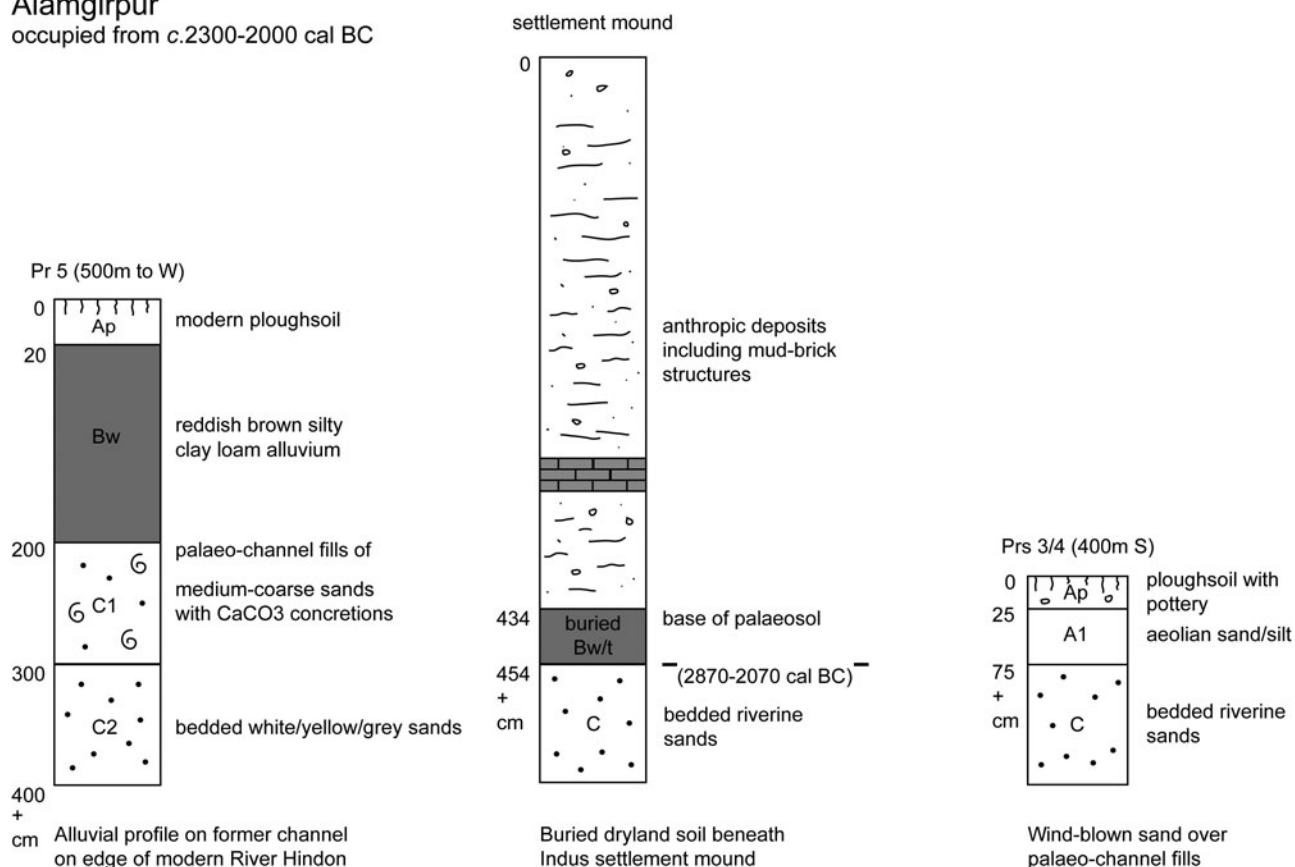 Alamgirpur
occupied from c.2300-2000 cal BC
Pr 5 (500m to W)
0
Ap
modern ploughsoil
20
Bw
reddish brown silty
clay loam alluvium
200
palaeo-channel fills of
C1
medium-coarse sands
with CaCO3 concretions
300
C2
bedded white/yellow/grey sands
400
+
cm
Alluvial profile on former channel
on edge of modern River Hindon
settlement mound
0
anthropic deposits
including mud-brick
structures
434
buried
Bw/t
base of palaeosol
454
+
cm
(2870-2070 cal BC)
C
bedded riverine
sands
Buried dryland soil beneath
Indus settlement mound
Prs 3/4 (400m S)
0
Ap
ploughsoil with
pottery
25
A1
aeolian sand/silt
75
+
cm
C
bedded riverine
sands
Wind-blown sand over
palaeo-channel fills